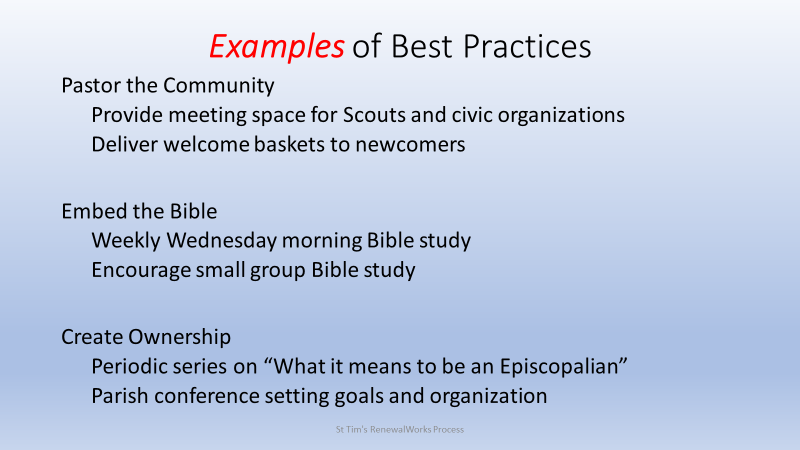 Examples of Best Practices
Pastor the Community
Provide meeting space for Scouts and civic organizations
Deliver welcome baskets to newcomers
Embed the Bible
Weekly Wednesday morning Bible study
Encourage small group Bible study
Create Ownership
Periodic series on “What it means to be an Episcopalian”
Parish conference setting goals and organization
St Tim's RenewalWorks Process